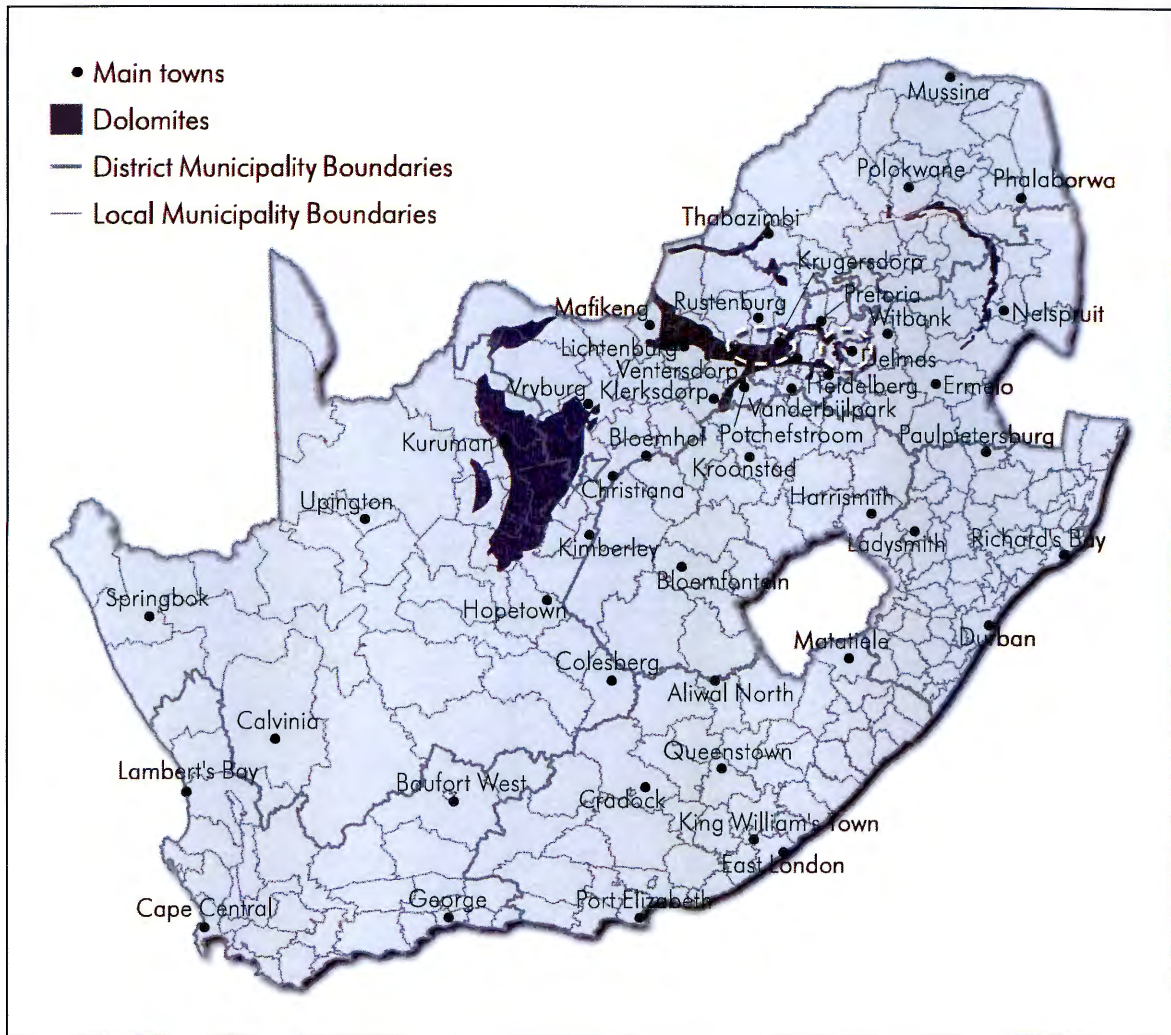 Main towns
Dolomites
District Municipality Boundaries
Local Municipality Boundaries
Mussina
Polokwane
Phalaborwa
Thabazimbi
Krugersdorp
Mafikeng
Rustenburg
Pretoria
Witbank
Nelspruit
Lichtenburg
Delmas
Ventersdorp
Vryburg
Klerksdorp
Heidelberg
Ermelo
Vanderbijlpark
Kuruman
Bloemhof
Potchefstroom
Paulpietersburg
Kroonstad
Christiana
Harrismith
Upington
Kimberley
Ladysmith
Richard's Bay
Bloemfontein
Springbok
Hopetown
Durban
Matatiele
Colesberg
Aliwal North
Calvinia
Queenstown
Lambert's Bay
Baufort West
Cradock
King William's Town
East London
Cape Central
George
Port Elizabeth